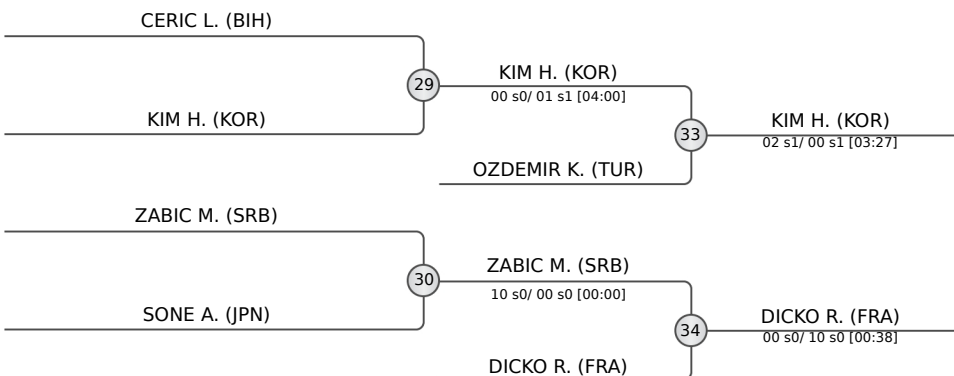 CERIC L. (BIH)
29
KIM H. (KOR)
00 s0/ 01 s1 [04:00]
KIM H. (KOR)
33
KIM H. (KOR)
02 s1/ 00 s1 [03:27]
OZDEMIR K. (TUR)
ZABIC M. (SRB)
30
ZABIC M. (SRB)
10 s0/ 00 s0 [00:00]
SONE A. (JPN)
34
DICKO R. (FRA)
00 s0/ 10 s0 [00:38]
DICKO R. (FRA)